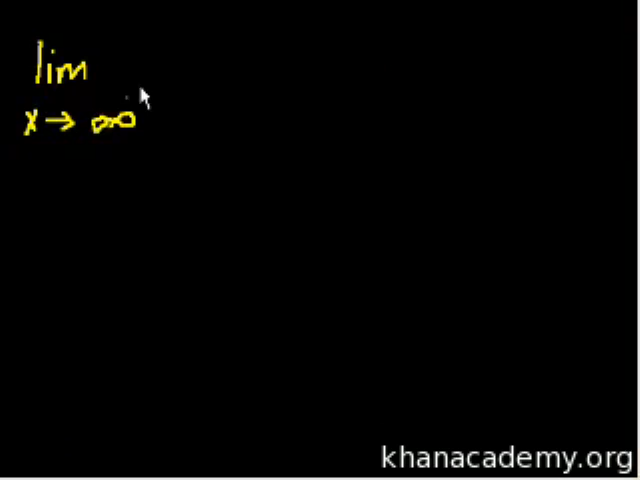 lim
x → ∞
khanacademy.org